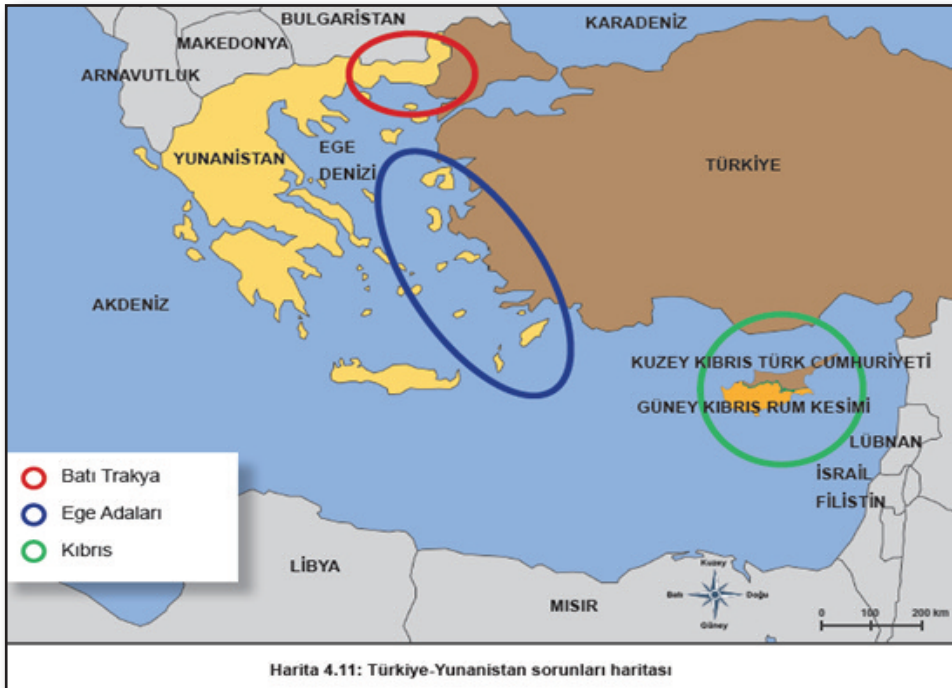 BULGARİSTAN
KARADENİZ
MAKEDONYA
ARNAVUTLUK
YUNANİSTAN
EGE
DENİZİ
TÜRKİYE
AKDENİZ
KUZEY KIBRIS TÜRK CUMHURİYETİ
GÜNEY KIBRIS RUM KESİMİ
LÜBNAN
İSRAİL
FİLİSTİN
Batı Trakya
Ege Adaları
Kıbrıs
LİBYA
MISIR
Kuzey
Batı
Doğu
Güney
0 100 200 km
Harita 4.11: Türkiye-Yunanistan sorunları haritası